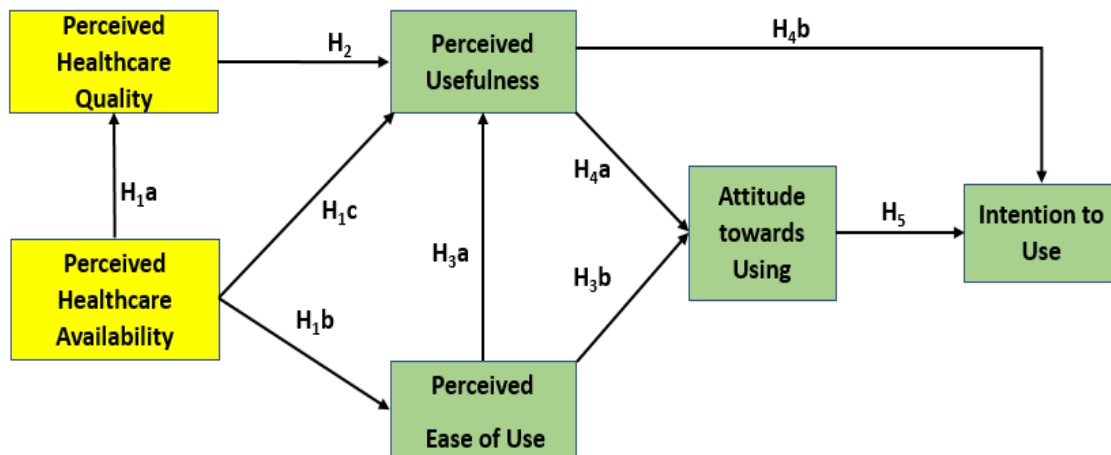 Perceived
Healthcare
Quality
H₂
Perceived
Usefulness
H₄b
H₁a
H₁c
H₃a
H₄a
Attitude
towards
Using
H₅
Intention to
Use
Perceived
Healthcare
Availability
H₁b
H₃b
Perceived
Ease of Use